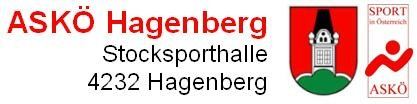 ASKÖ Hagenberg
Stocksporthalle
4232 Hagenberg
SPORT
in Österreich
ASKÖ